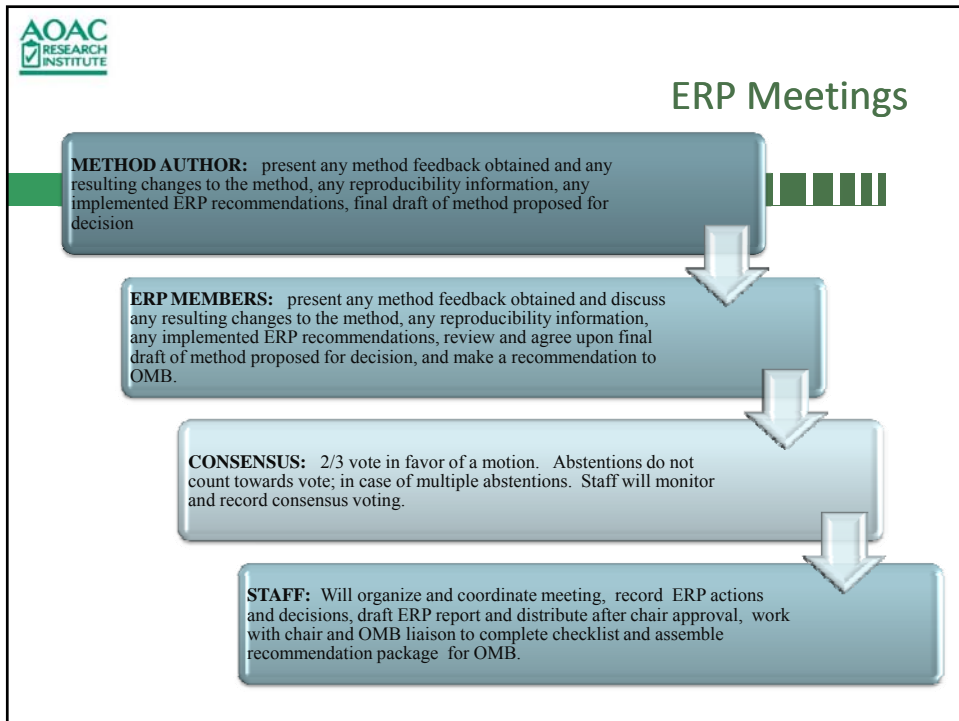 AOAC
RESEARCH
INSTITUTE
ERP Meetings
METHOD AUTHOR: present any method feedback obtained and any
resulting changes to the method, any reproducibility information, any
implemented ERP recommendations, final draft of method proposed for
decision
ERP MEMBERS: present any method feedback obtained and discuss
any resulting changes to the method, any reproducibility information,
any implemented ERP recommendations, review and agree upon final
draft of method proposed for decision, and make a recommendation to
OMB.
CONSENSUS: 2/3 vote in favor of a motion. Abstentions do not
count towards vote; in case of multiple abstentions. Staff will monitor
and record consensus voting.
STAFF: Will organize and coordinate meeting, record ERP actions
and decisions, draft ERP report and distribute after chair approval, work
with chair and OMB liaison to complete checklist and assemble
recommendation package for OMB.